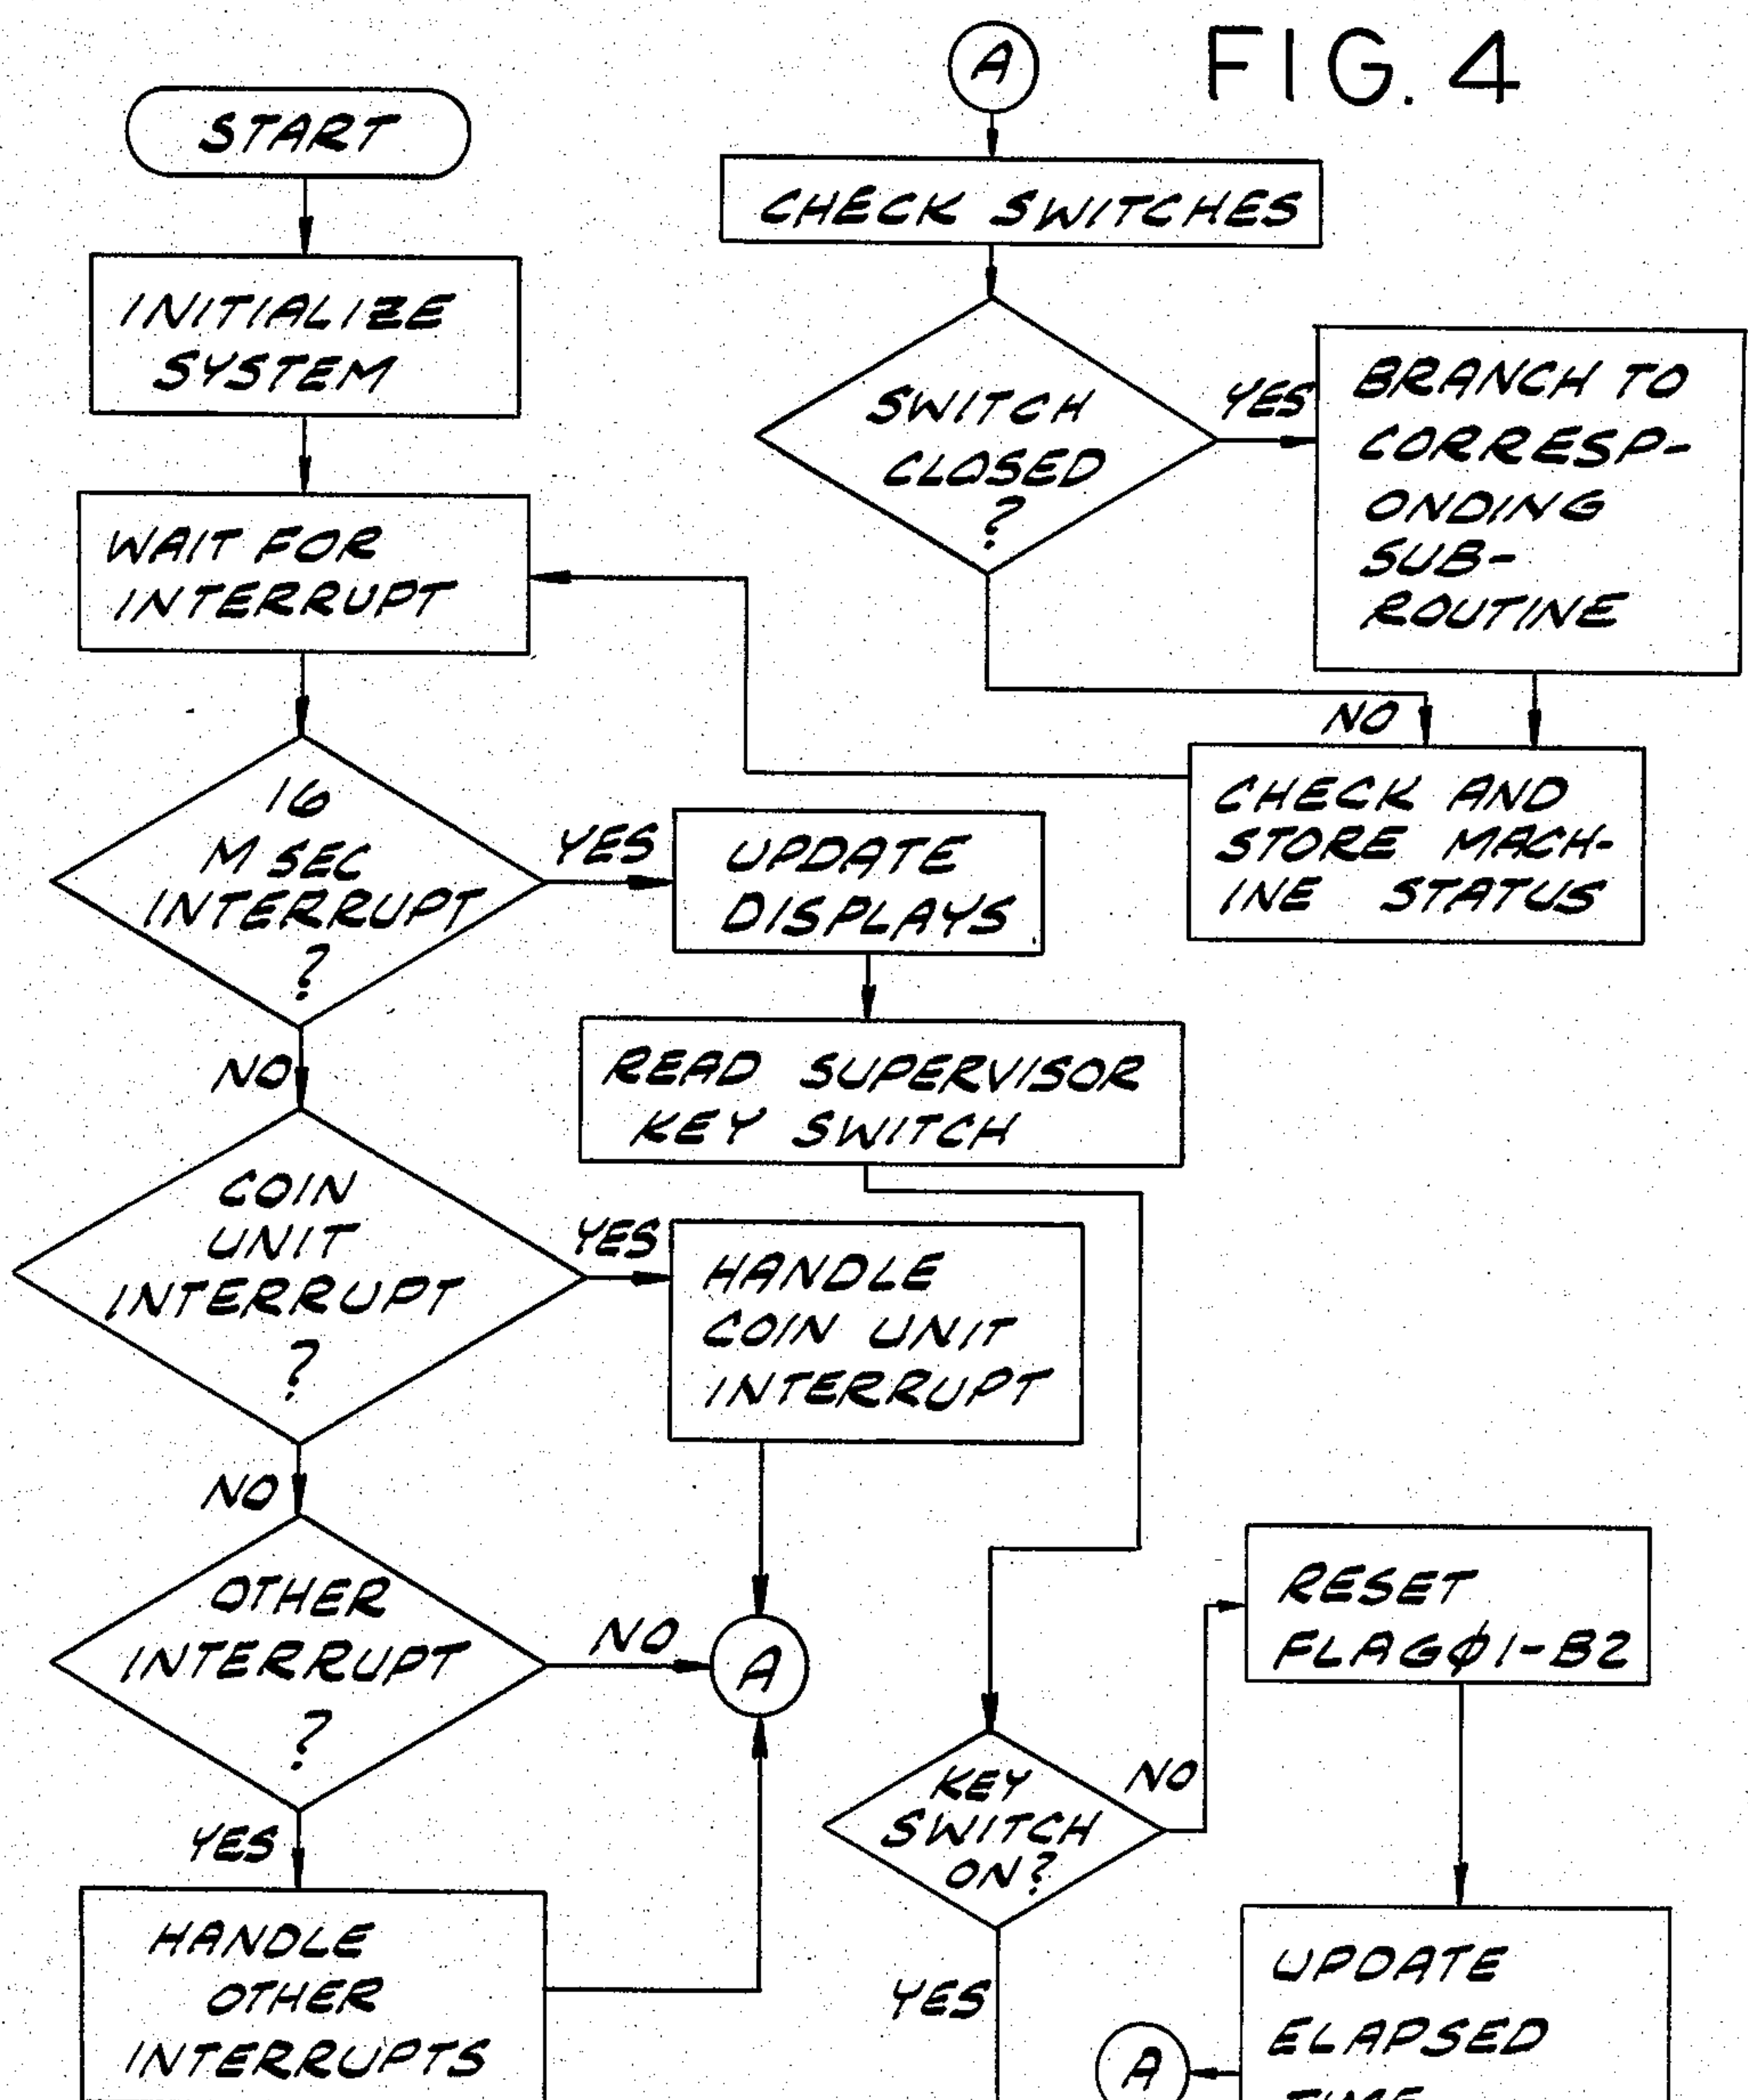 FIG. 4
A
START
CHECK SWITCHES
INITIALIZE
SYSTEM
SWITCH
CLOSED
?
YES
BRANCH TO
CORRESP-
ONDING
SUB-
ROUTINE
WAIT FOR
INTERRUPT
NO
CHECK AND
STORE MACH-
INE STATUS
16
M SEC
INTERRUPT
?
YES
UPDATE
DISPLAYS
NO
READ SUPERVISOR
KEY SWITCH
COIN
UNIT
INTERRUPT
?
YES
HANDLE
COIN UNIT
INTERRUPT
NO
OTHER
INTERRUPT
?
NO
A
RESET
FLAGϕ1-B2
KEY
SWITCH
ON?
NO
YES
HANDLE
OTHER
INTERRUPTS
YES
UPDATE
ELAPSED
TIME
A